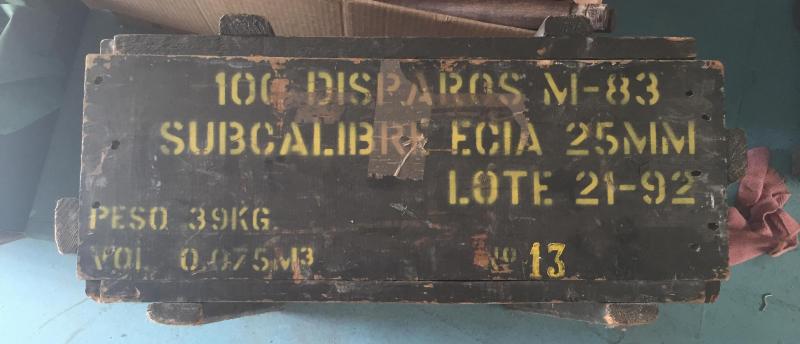 100 DISPAROS M-83
SUBCALIBRE ECIA 25MM
LOTE 21-92
PESO 39KG.
VOL. 0.075M³
Nº 13